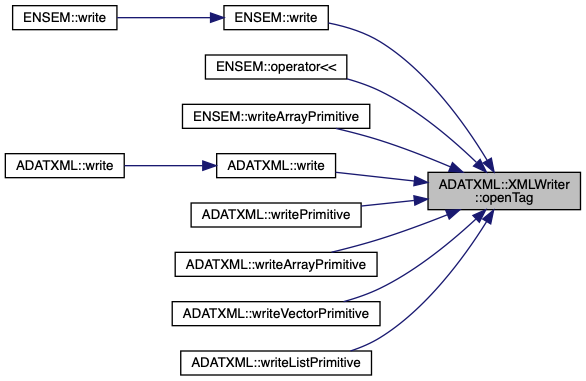 ENSEM::write
ENSEM::write
ENSEM::operator<<
ENSEM::writeArrayPrimitive
ADATXML::write
ADATXML::write
ADATXML::XMLWriter
::openTag
ADATXML::writePrimitive
ADATXML::writeArrayPrimitive
ADATXML::writeVectorPrimitive
ADATXML::writeListPrimitive